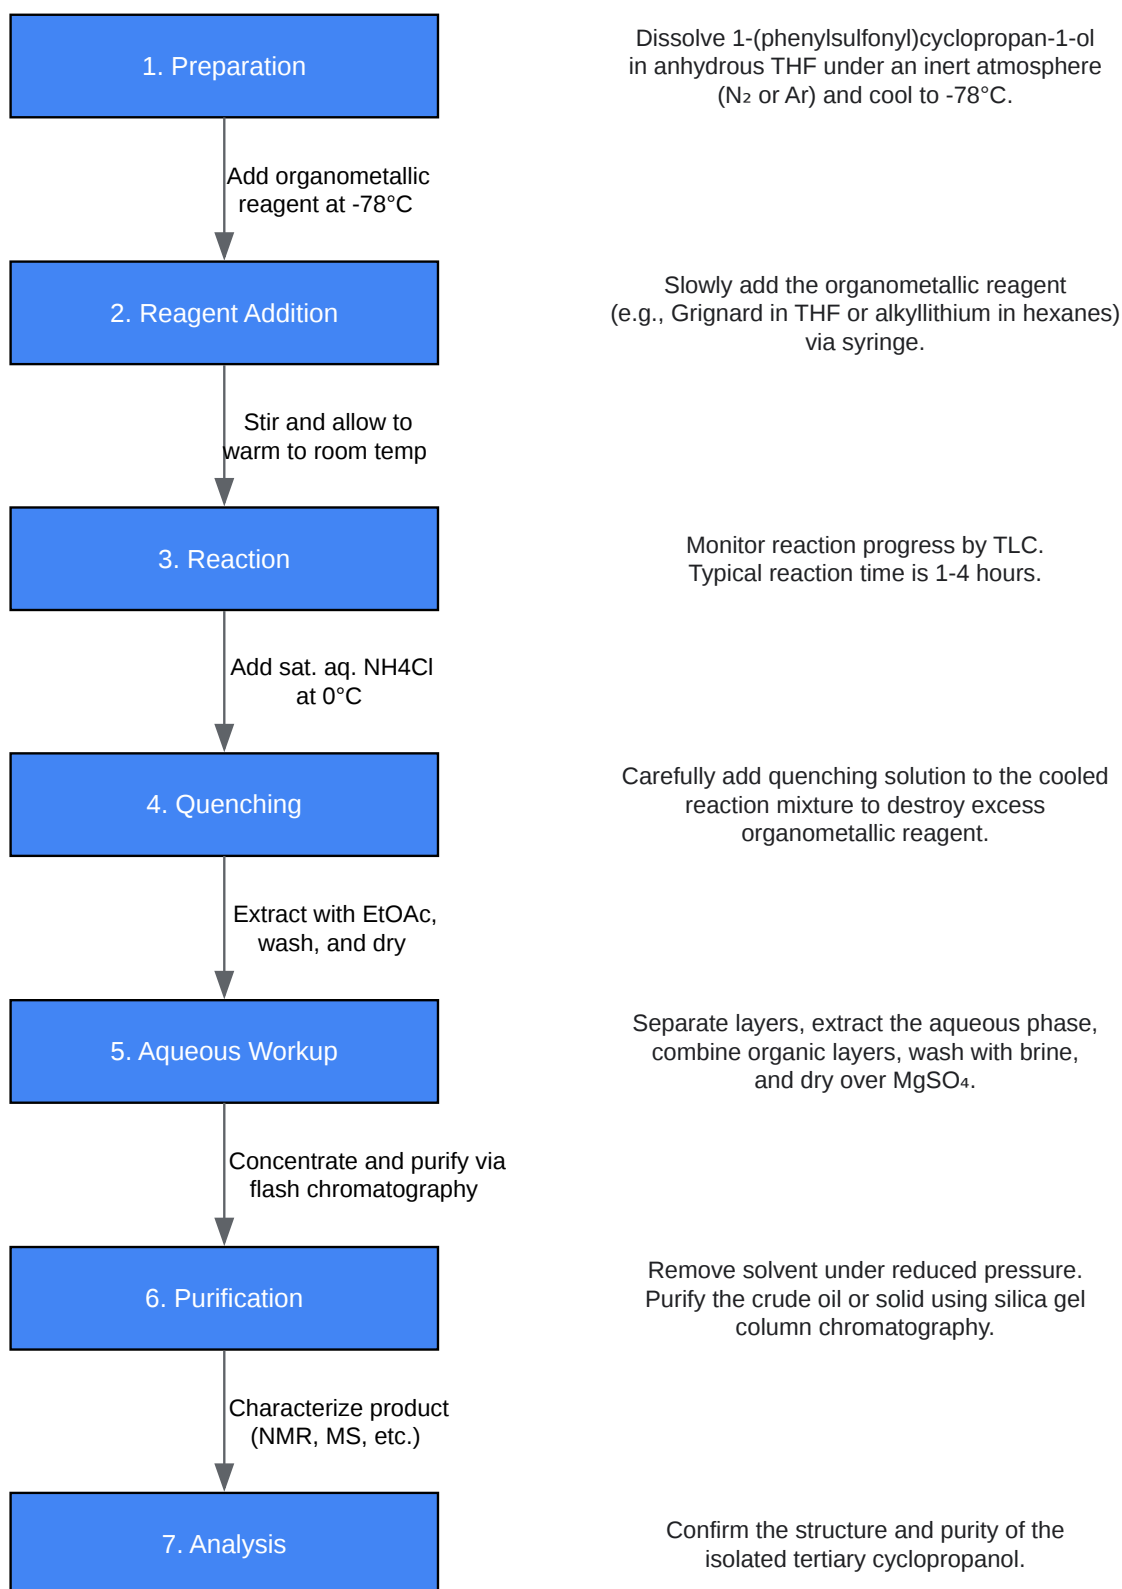 1. Preparation
Dissolve 1-(phenylsulfonyl)cyclopropan-1-ol
in anhydrous THF under an inert atmosphere
(N₂ or Ar) and cool to -78°C.
Add organometallic
reagent at -78°C
2. Reagent Addition
Slowly add the organometallic reagent
(e.g., Grignard in THF or alkyllithium in hexanes)
via syringe.
Stir and allow to
warm to room temp
3. Reaction
Monitor reaction progress by TLC.
Typical reaction time is 1-4 hours.
Add sat. aq. NH4Cl
at 0°C
4. Quenching
Carefully add quenching solution to the cooled
reaction mixture to destroy excess
organometallic reagent.
Extract with EtOAc,
wash, and dry
5. Aqueous Workup
Separate layers, extract the aqueous phase,
combine organic layers, wash with brine,
and dry over MgSO₄.
Concentrate and purify via
flash chromatography
6. Purification
Remove solvent under reduced pressure.
Purify the crude oil or solid using silica gel
column chromatography.
Characterize product
(NMR, MS, etc.)
7. Analysis
Confirm the structure and purity of the
isolated tertiary cyclopropanol.